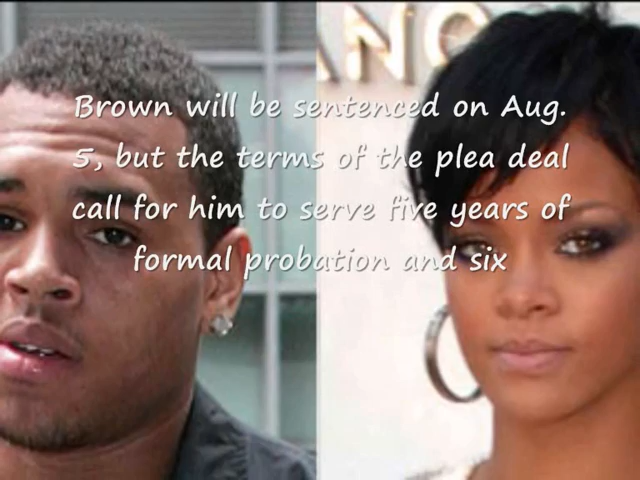 ANO
Brown will be sentenced on Aug.
5, but the terms of the plea deal
call for him to serve five years of
formal probation and six